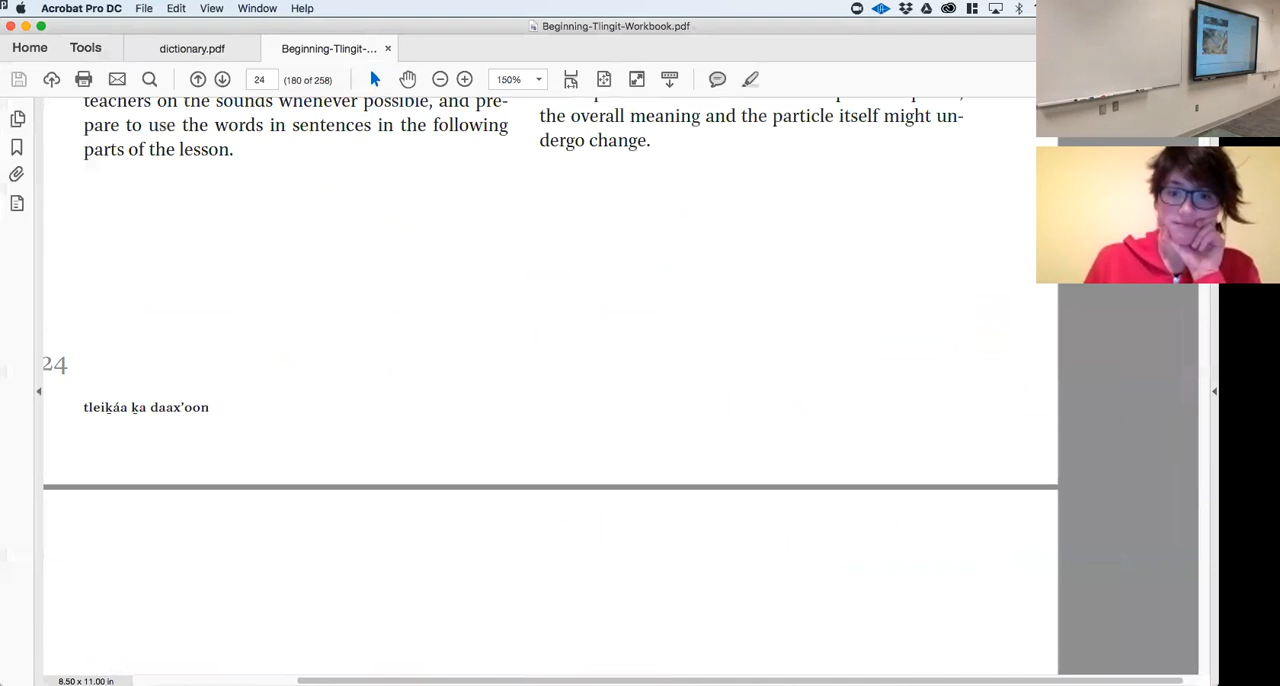 Acrobat Pro DC File Edit View Window Help
Beginning-Tlingit-Workbook.pdf
Home Tools dictionary.pdf Beginning-Tlingit-... ×
24 (180 of 258) 150%
teachers on the sounds whenever possible, and pre-
pare to use the words in sentences in the following
parts of the lesson.
the overall meaning and the particle itself might un-
dergo change.
24
tleiḵáa ḵa daax’oon
8.50 x 11.00 in